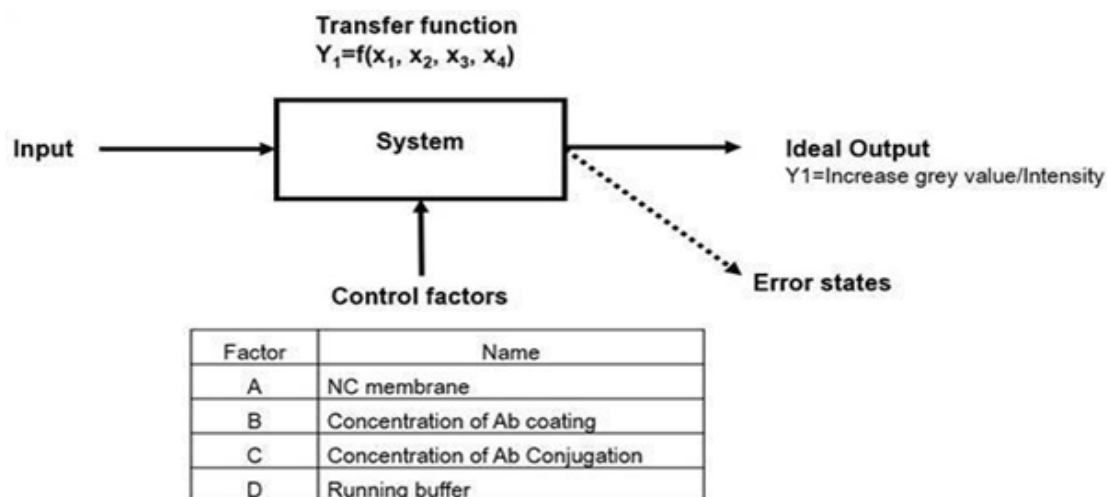 Transfer function
Y₁=f(x₁, x₂, x₃, x₄)
Input
System
Ideal Output
Y1=Increase grey value/Intensity
Error states
Control factors
Factor Name
A NC membrane
B Concentration of Ab coating
C Concentration of Ab Conjugation
D Running buffer